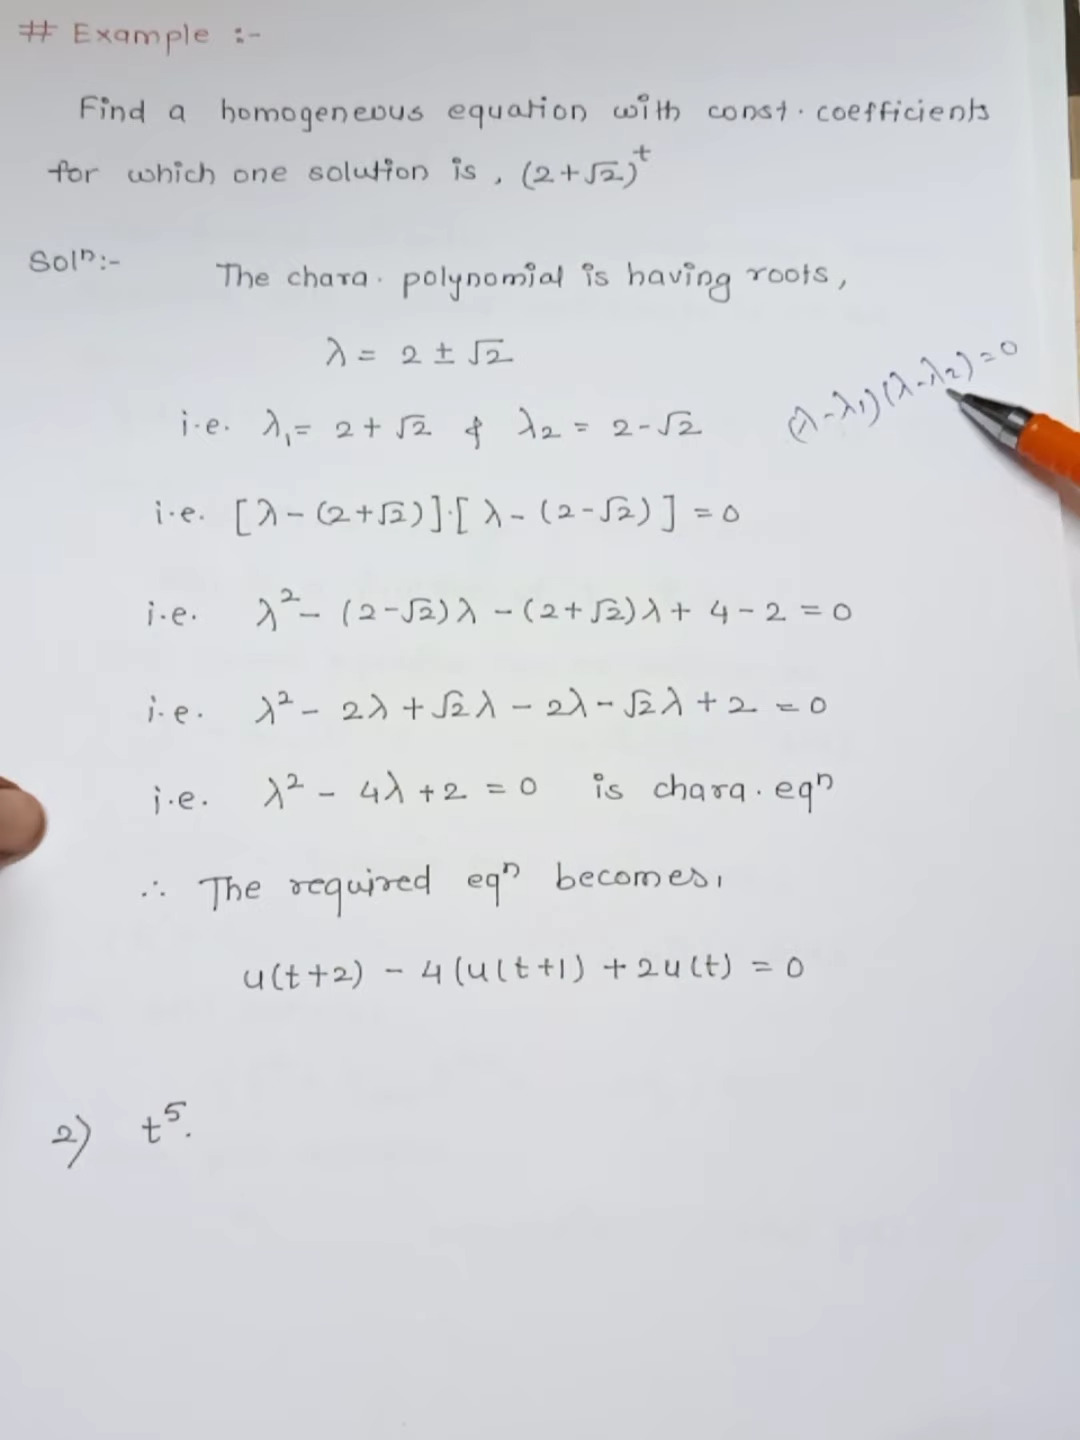 # Example :-
Find a homogeneous equation with const. coefficients
for which one solution is, (2+√2)^t
Solⁿ:- The chara. polynomial is having roots,
λ = 2 ± √2
(λ-λ₁)(λ-λ₂)=0
i.e. λ₁ = 2+√2 & λ₂ = 2-√2
i.e. [λ-(2+√2)]·[λ-(2-√2)] = 0
i.e. λ² - (2-√2)λ - (2+√2)λ + 4 - 2 = 0
i.e. λ² - 2λ + √2λ - 2λ - √2λ + 2 = 0
i.e. λ² - 4λ + 2 = 0 is chara. eqⁿ
∴ The required eqⁿ becomes,
u(t+2) - 4(u(t+1) + 2u(t) = 0
2) t⁵.